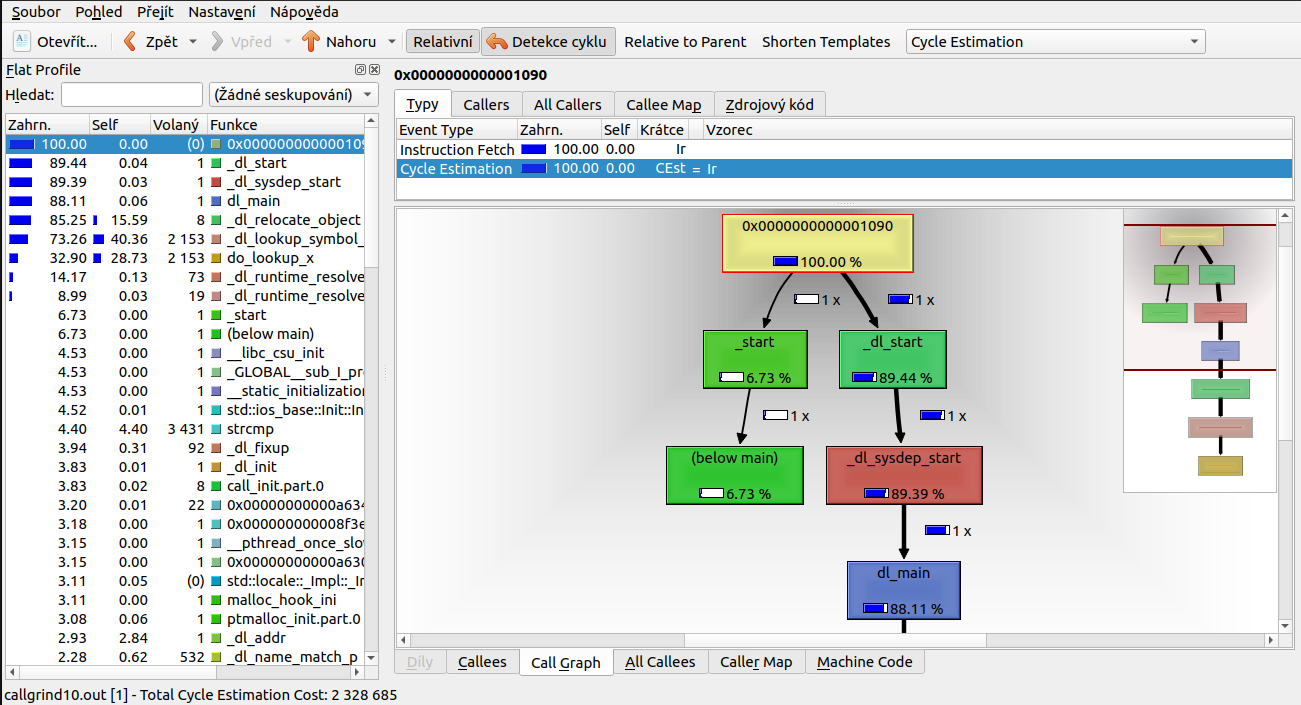 Soubor Pohled Přejít Nastavení Nápověda
Otevřít... Zpět Vpřed Nahoru Relativní Detekce cyklu Relative to Parent Shorten Templates Cycle Estimation
Flat Profile
Hledat: (Žádné seskupování)
Zahrn. Self Volaný Funkce
100.00 0.00 (0) 0x000000000000109
89.44 0.04 1 _dl_start
89.39 0.03 1 _dl_sysdep_start
88.11 0.06 1 dl_main
85.25 15.59 8 _dl_relocate_object
73.26 40.36 2 153 _dl_lookup_symbol_
32.90 28.73 2 153 do_lookup_x
14.17 0.13 73 _dl_runtime_resolve
8.99 0.03 19 _dl_runtime_resolve
6.73 0.00 1 _start
6.73 0.00 1 (below main)
4.53 0.00 1 __libc_csu_init
4.53 0.00 1 _GLOBAL__sub_I_pr
4.53 0.00 1 __static_initializatio
4.52 0.01 1 std::ios_base::Init::In
4.40 4.40 3 431 strcmp
3.94 0.31 92 _dl_fixup
3.83 0.01 1 _dl_init
3.83 0.02 8 call_init.part.0
3.20 0.01 22 0x00000000000a634
3.18 0.00 1 0x000000000008f3e
3.15 0.00 1 __pthread_once_slo
3.15 0.00 1 0x00000000000a630
3.11 0.05 (0) std::locale::_Impl::_Im
3.11 0.00 1 malloc_hook_ini
3.08 0.06 1 ptmalloc_init.part.0
2.93 2.84 1 _dl_addr
2.28 0.62 532 _dl_name_match_p
0x0000000000001090
Typy Callers All Callers Callee Map Zdrojový kód
Event Type Zahrn. Self Krátce Vzorec
Instruction Fetch 100.00 0.00 Ir
Cycle Estimation 100.00 0.00 CEst = Ir
0x0000000000001090
100.00 %
1 x 1 x
_start _dl_start
6.73 % 89.44 %
1 x 1 x
(below main) _dl_sysdep_start
6.73 % 89.39 %
1 x
dl_main
88.11 %
Díly Callees Call Graph All Callees Caller Map Machine Code
callgrind10.out [1] - Total Cycle Estimation Cost: 2 328 685